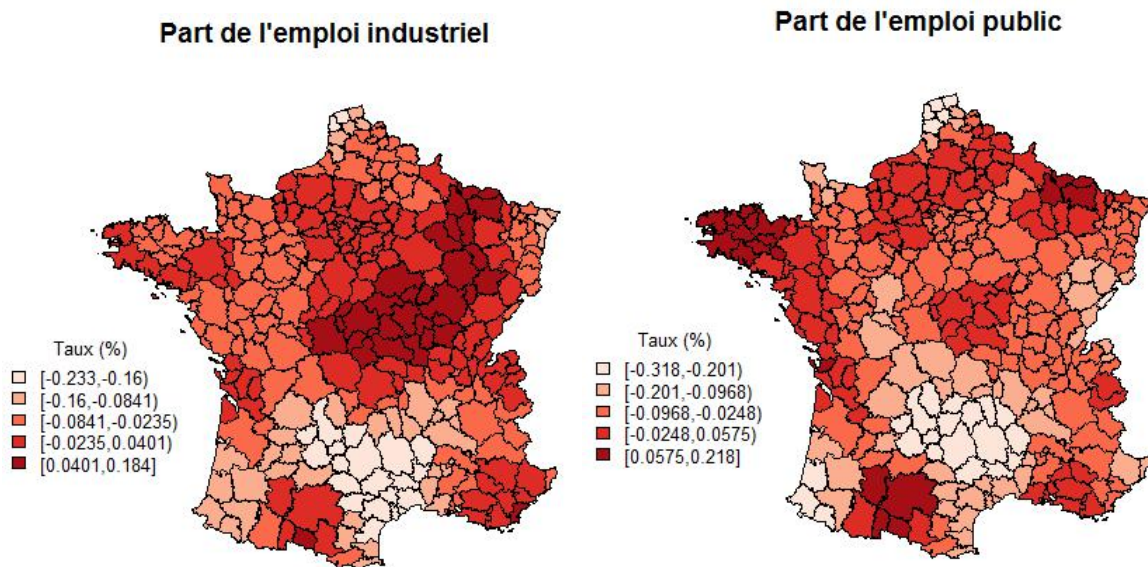 Part de l'emploi industriel
Taux (%)
[-0.233,-0.16)
[-0.16,-0.0841)
[-0.0841,-0.0235)
[-0.0235,0.0401)
[0.0401,0.184]
Part de l'emploi public
Taux (%)
[-0.318,-0.201)
[-0.201,-0.0968)
[-0.0968,-0.0248)
[-0.0248,0.0575)
[0.0575,0.218]